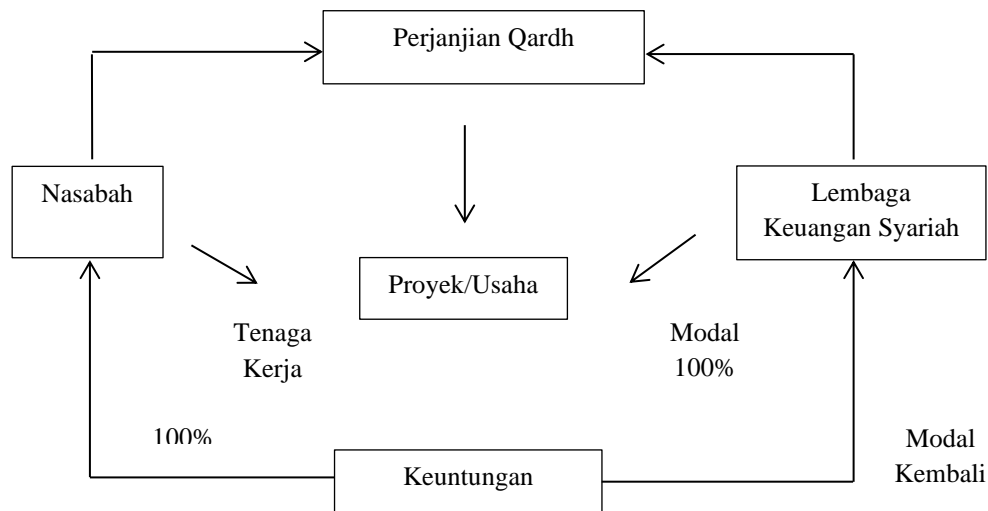 Perjanjian Qardh
Nasabah
Lembaga
Keuangan Syariah
Proyek/Usaha
Tenaga
Kerja
Modal
100%
100%
Keuntungan
Modal
Kembali